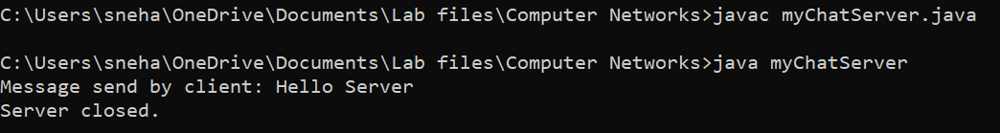 C:\Users\sneha\OneDrive\Documents\Lab files\Computer Networks>javac myChatServer.java
C:\Users\sneha\OneDrive\Documents\Lab files\Computer Networks>java myChatServer
Message send by client: Hello Server
Server closed.